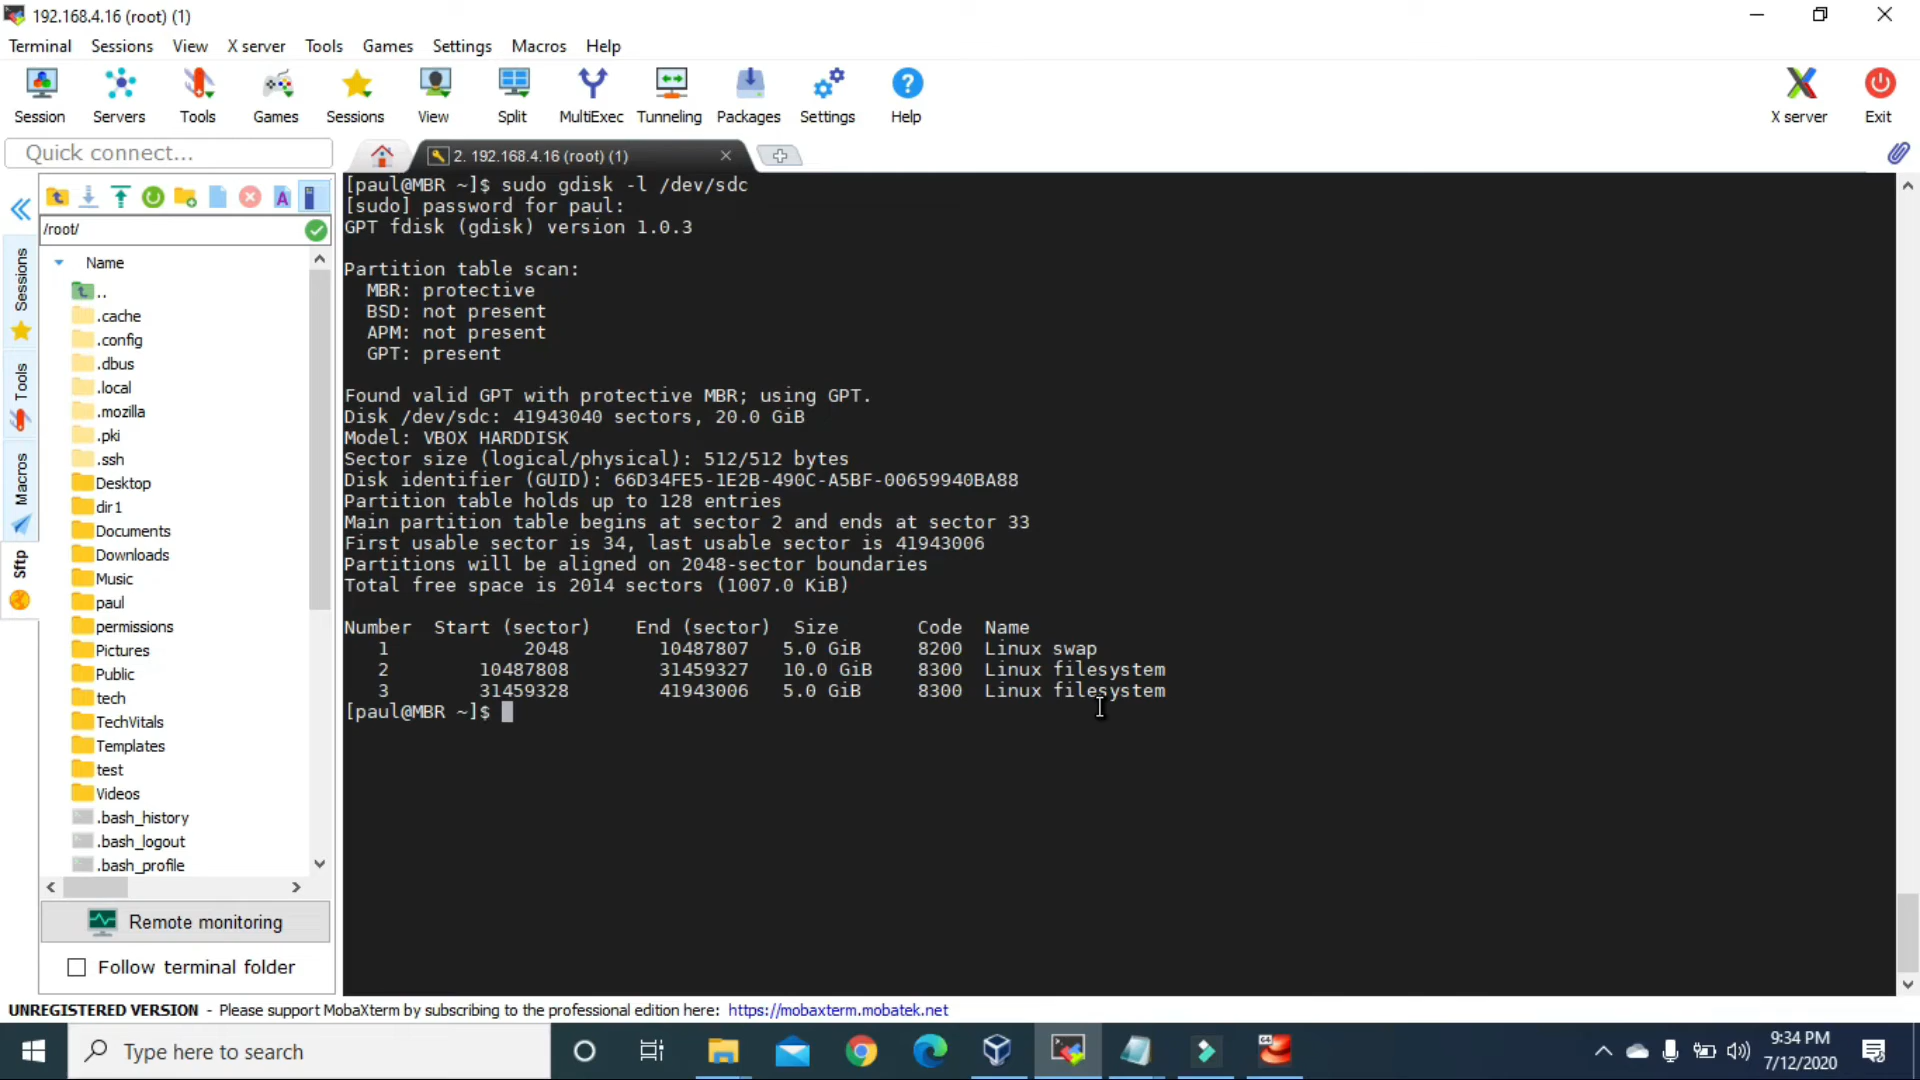 192.168.4.16 (root) (1)
Terminal Sessions View X server Tools Games Settings Macros Help
Session Servers Tools Games Sessions View Split MultiExec Tunneling Packages Settings Help X server Exit
Quick connect...
2. 192.168.4.16 (root) (1)
/root/
Name
..
.cache
.config
.dbus
.local
.mozilla
.pki
.ssh
Desktop
dir1
Documents
Downloads
Music
paul
permissions
Pictures
Public
tech
TechVitals
Templates
test
Videos
.bash_history
.bash_logout
.bash_profile
Sessions
Tools
Macros
Sftp
Remote monitoring
Follow terminal folder
[paul@MBR ~]$ sudo gdisk -l /dev/sdc
[sudo] password for paul:
GPT fdisk (gdisk) version 1.0.3
Partition table scan:
MBR: protective
BSD: not present
APM: not present
GPT: present
Found valid GPT with protective MBR; using GPT.
Disk /dev/sdc: 41943040 sectors, 20.0 GiB
Model: VBOX HARDDISK
Sector size (logical/physical): 512/512 bytes
Disk identifier (GUID): 66D34FE5-1E2B-490C-A5BF-00659940BA88
Partition table holds up to 128 entries
Main partition table begins at sector 2 and ends at sector 33
First usable sector is 34, last usable sector is 41943006
Partitions will be aligned on 2048-sector boundaries
Total free space is 2014 sectors (1007.0 KiB)
Number Start (sector) End (sector) Size Code Name
1 2048 10487807 5.0 GiB 8200 Linux swap
2 10487808 31459327 10.0 GiB 8300 Linux filesystem
3 31459328 41943006 5.0 GiB 8300 Linux filesystem
[paul@MBR ~]$
UNREGISTERED VERSION - Please support MobaXterm by subscribing to the professional edition here: https://mobaxterm.mobatek.net
Type here to search
9:34 PM
7/12/2020